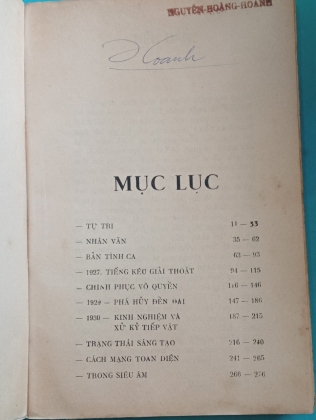 NGUYỄN-HOÀNG-HOANH
Hoanh
MỤC LỤC
— TỰ TRỊ 11 — 33
— NHÂN VĂN 35 — 62
— BẢN TÌNH CA 63 — 93
— 1927. TIẾNG KÊU GIẢI THOÁT 94 — 115
— CHINH PHỤC VÔ QUYỀN 116 — 146
— 1929 — PHÁ HỦY ĐỀN ĐÀI 147 — 186
— 1930 — KINH NGHIỆM VÀ 187 — 215
XỬ KỶ TIẾP VẬT
— TRẠNG THÁI SÁNG TẠO 216 — 240
— CÁCH MẠNG TOÀN DIỆN 241 — 265
— TRONG SIÊU ÂM 266 — 276